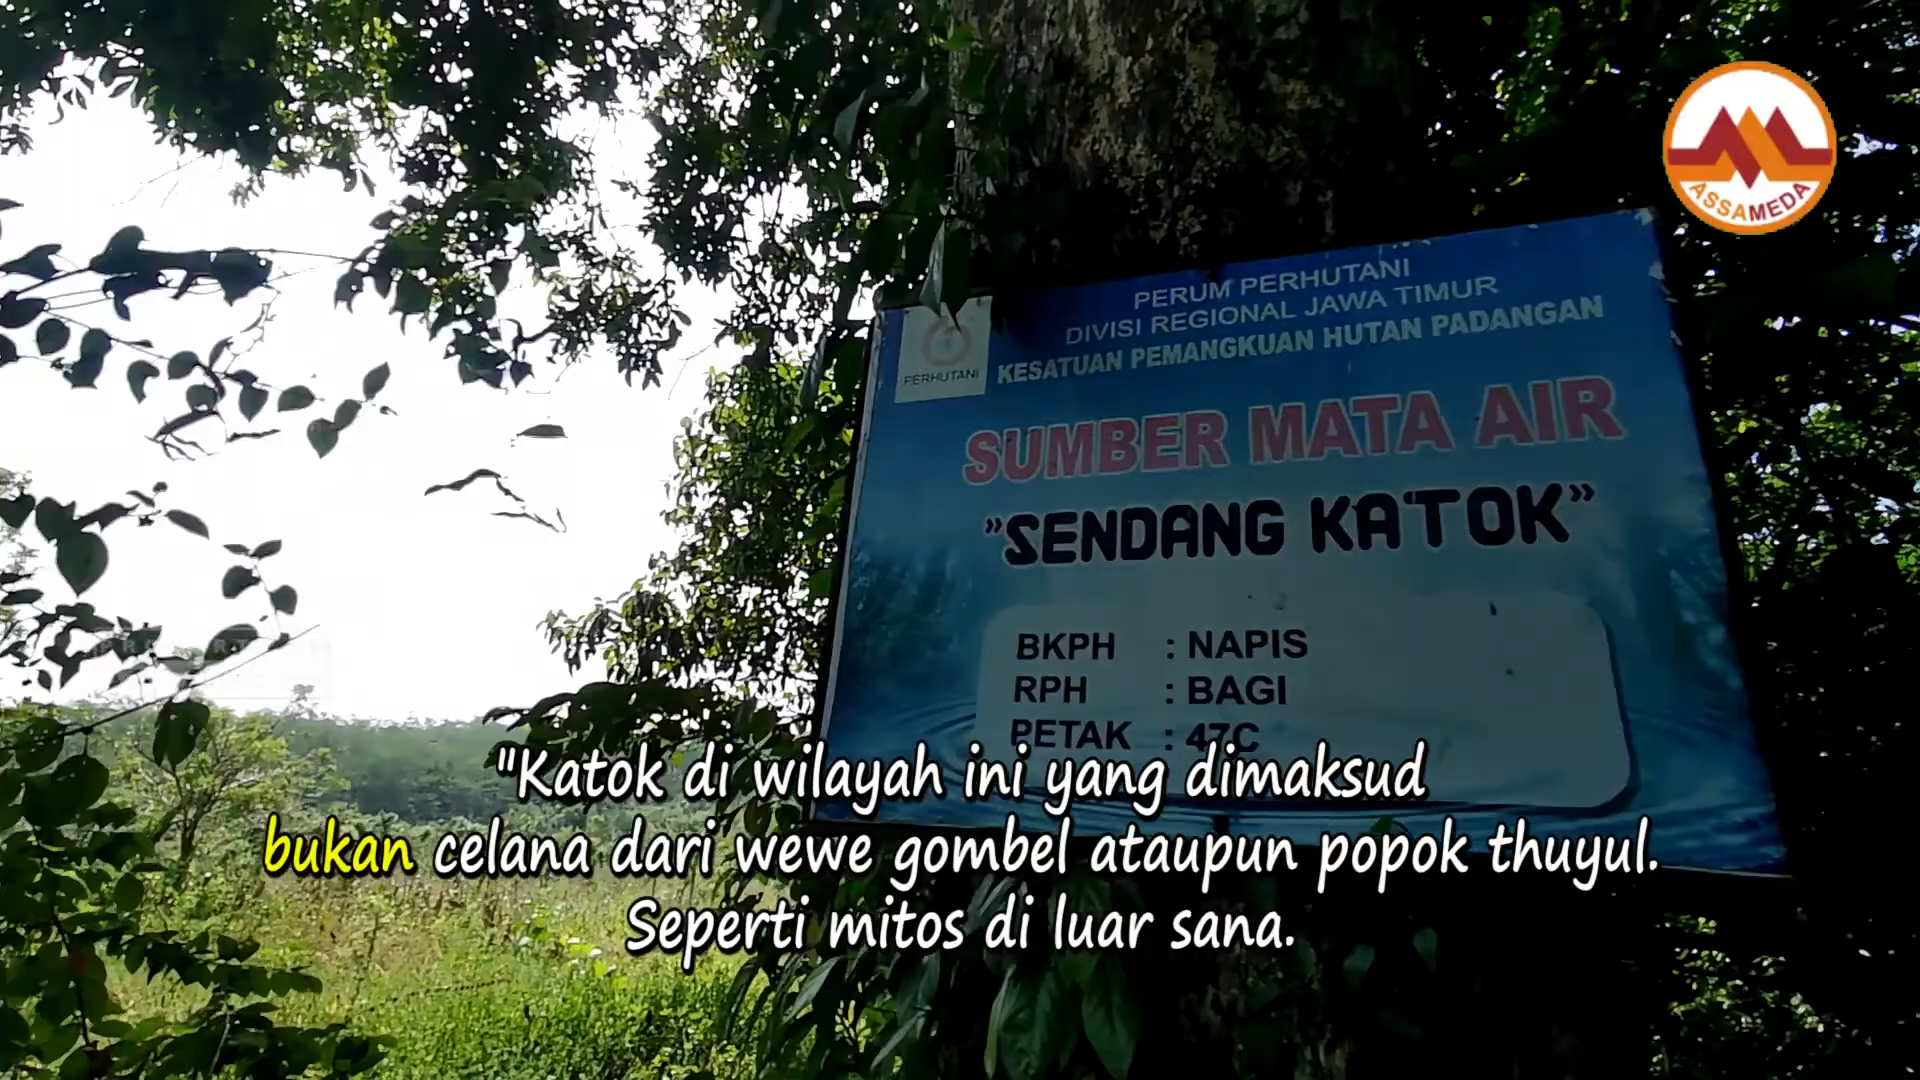 ASSAMEDA
PERUM PERHUTANI
DIVISI REGIONAL JAWA TIMUR
KESATUAN PEMANGKUAN HUTAN PADANGAN
PERHUTANI
SUMBER MATA AIR
"SENDANG KATOK"
BKPH : NAPIS
RPH : BAGI
PETAK : 47C
"Katok di wilayah ini yang dimaksud
bukan celana dari wewe gombel ataupun popok thuyul.
Seperti mitos di luar sana.